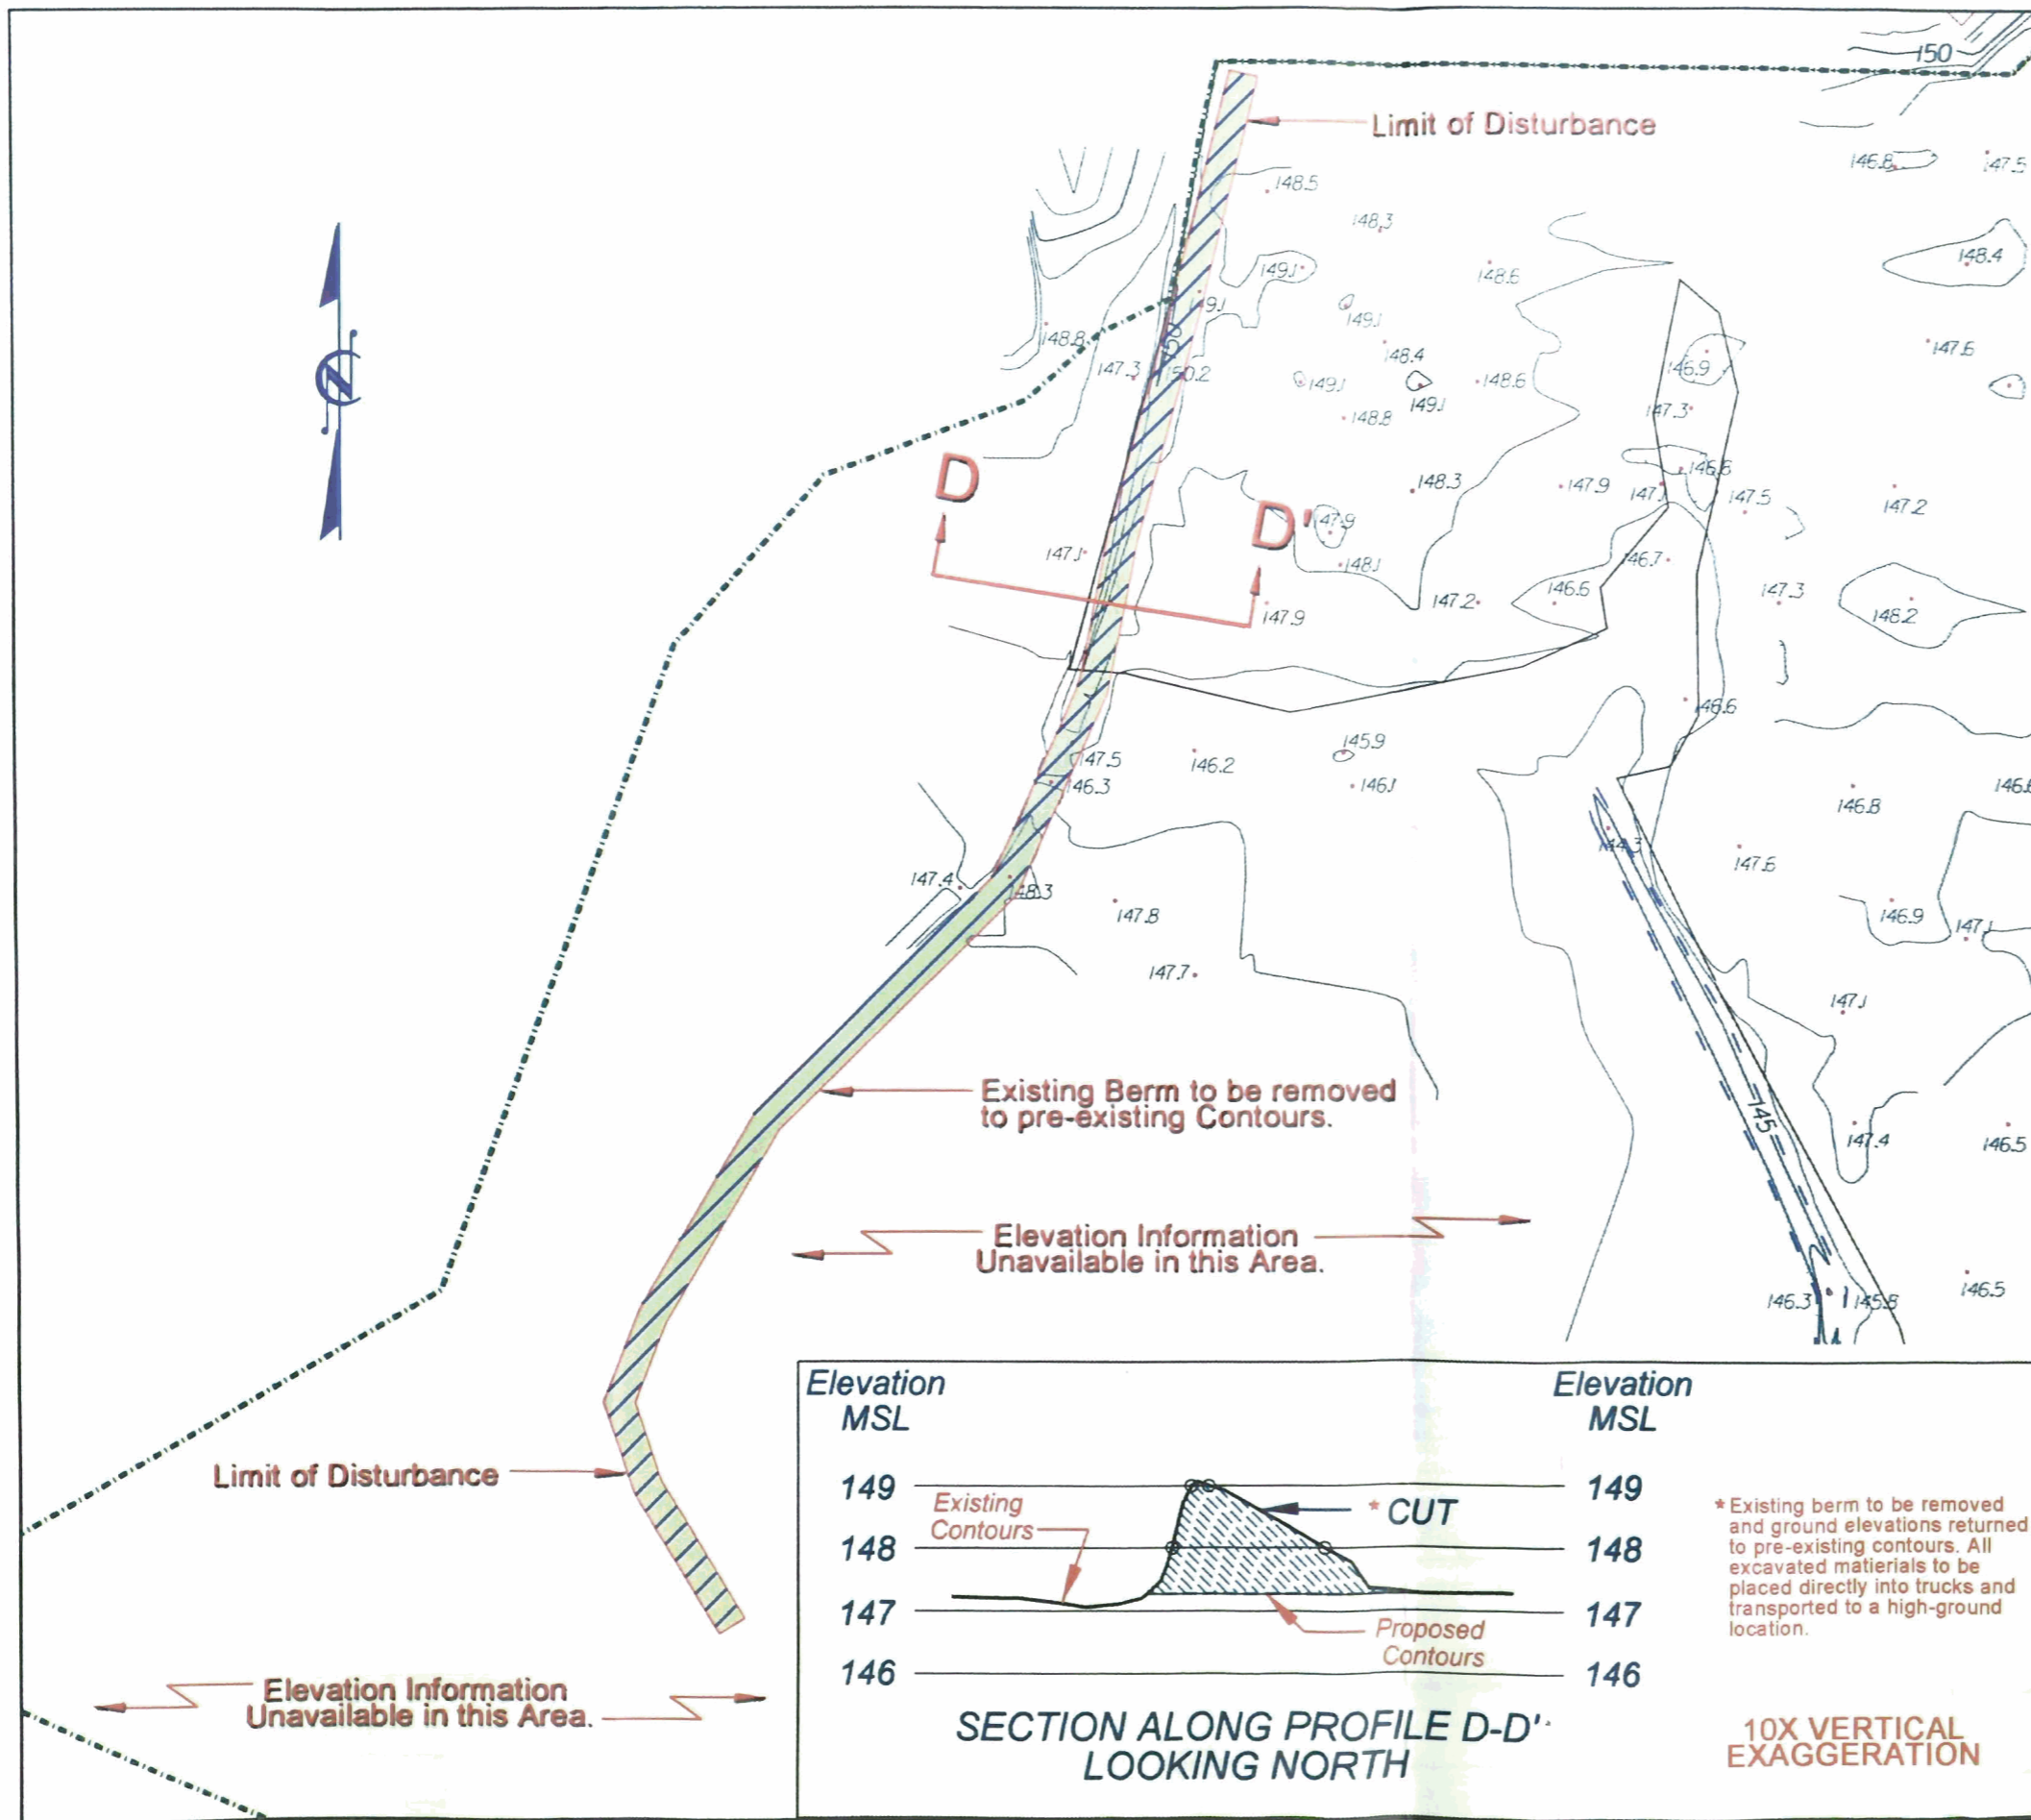 150
Limit of Disturbance
146.8
147.5
148.5
148.3
149.1
148.6
148.4
149.1
148.8
147.6
148.4
147.3
150.2
149.1
149.1
148.6
146.9
148.8
147.3
D
148.3
147.9
147.1
146.6
147.5
147.2
D'
147.9
147.1
148.1
146.7
147.2
146.6
147.3
148.2
147.9
146.6
147.5
146.2
145.9
146.3
146.1
146.8
144.3
147.6
147.4
148.3
147.8
146.9
147.1
147.7
147.1
Existing Berm to be removed
to pre-existing Contours.
145
147.4
146.5
Elevation Information
Unavailable in this Area.
146.3
145.8
146.5
Limit of Disturbance
Elevation Information
Unavailable in this Area.
Elevation
MSL
Elevation
MSL
149
149
148
148
147
147
146
146
Existing
Contours
* CUT
Proposed
Contours
* Existing berm to be removed
and ground elevations returned
to pre-existing contours. All
excavated matierials to be
placed directly into trucks and
transported to a high-ground
location.
SECTION ALONG PROFILE D-D'
LOOKING NORTH
10X VERTICAL
EXAGGERATION